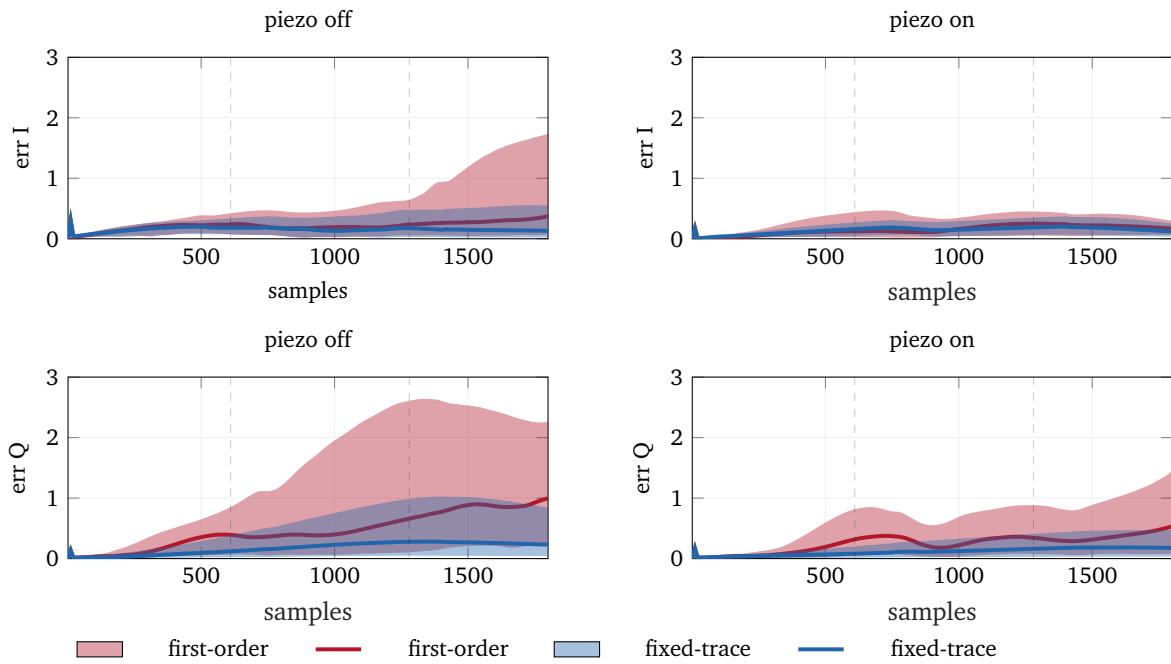 piezo off
piezo on
3
2
1
0
err I
500
1000
1500
samples
3
2
1
0
err I
500
1000
1500
samples
piezo off
piezo on
3
2
1
0
err Q
500
1000
1500
samples
3
2
1
0
err Q
500
1000
1500
samples
first-order
first-order
fixed-trace
fixed-trace